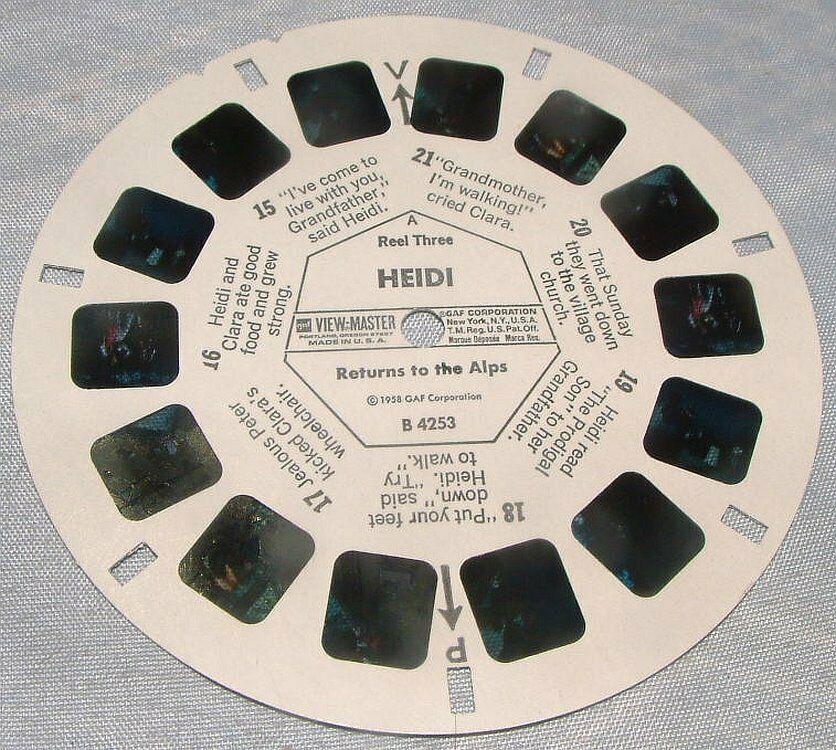 V
A
Reel Three
HEIDI
gaf VIEW-MASTER
PORTLAND, OREGON 97207
MADE IN U. S. A.
®GAF CORPORATION
New York, N.Y., U.S.A.
T.M. Reg. U.S. Pat. Off.
Marque Déposée Marca Reg.
Returns to the Alps
© 1958 GAF Corporation
B 4253
15 "I've come to
live with you,
Grandfather,"
said Heidi.
16 Heidi and
Clara ate good
food and grew
strong.
17 Jealous Peter
kicked Clara's
wheelchair.
18 "Put your feet
down," said
Heidi. "Try
to walk."
19 Heidi read
"The Prodigal
Son" to her
Grandfather.
20 That Sunday
they went down
to the village
church.
21 "Grandmother,
I'm walking!"
cried Clara.
P